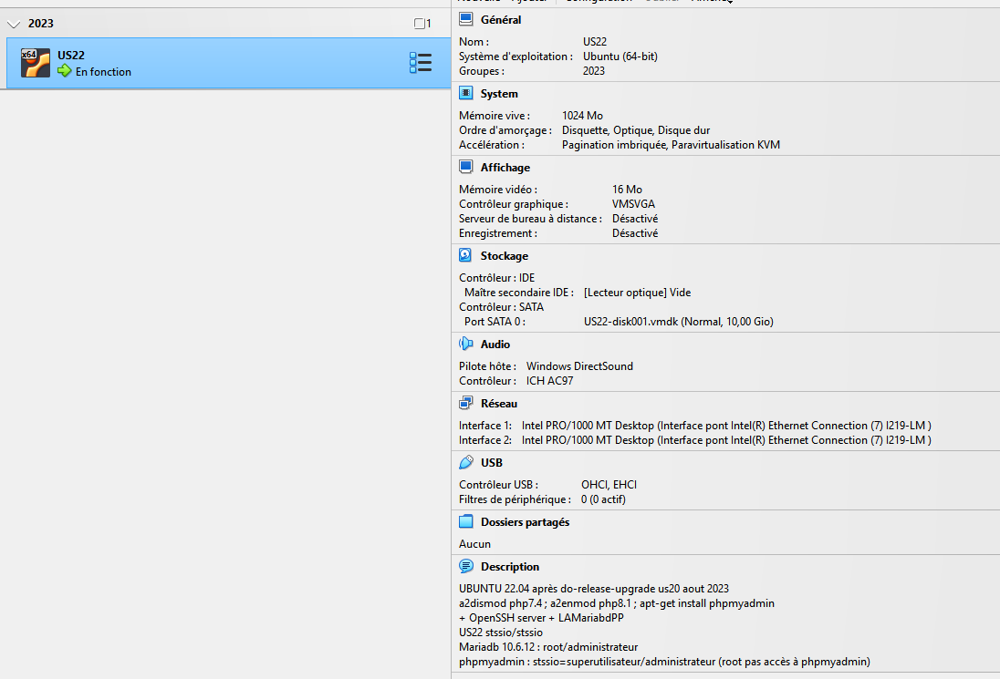 2023
1
x64
US22
En fonction
Général
Nom : US22
Système d'exploitation : Ubuntu (64-bit)
Groupes : 2023
System
Mémoire vive : 1024 Mo
Ordre d'amorçage : Disquette, Optique, Disque dur
Accélération : Pagination imbriquée, Paravirtualisation KVM
Affichage
Mémoire vidéo : 16 Mo
Contrôleur graphique : VMSVGA
Serveur de bureau à distance : Désactivé
Enregistrement : Désactivé
Stockage
Contrôleur : IDE
Maître secondaire IDE : [Lecteur optique] Vide
Contrôleur : SATA
Port SATA 0 : US22-disk001.vmdk (Normal, 10,00 Gio)
Audio
Pilote hôte : Windows DirectSound
Contrôleur : ICH AC97
Réseau
Interface 1: Intel PRO/1000 MT Desktop (Interface pont Intel(R) Ethernet Connection (7) I219-LM )
Interface 2: Intel PRO/1000 MT Desktop (Interface pont Intel(R) Ethernet Connection (7) I219-LM )
USB
Contrôleur USB : OHCI, EHCI
Filtres de périphérique : 0 (0 actif)
Dossiers partagés
Aucun
Description
UBUNTU 22.04 après do-release-upgrade us20 aout 2023
a2dismod php7.4 ; a2enmod php8.1 ; apt-get install phpmyadmin
+ OpenSSH server + LAMariabdPP
US22 stssio/stssio
Mariadb 10.6.12 : root/administrateur
phpmyadmin : stssio=superutilisateur/administrateur (root pas accès à phpmyadmin)